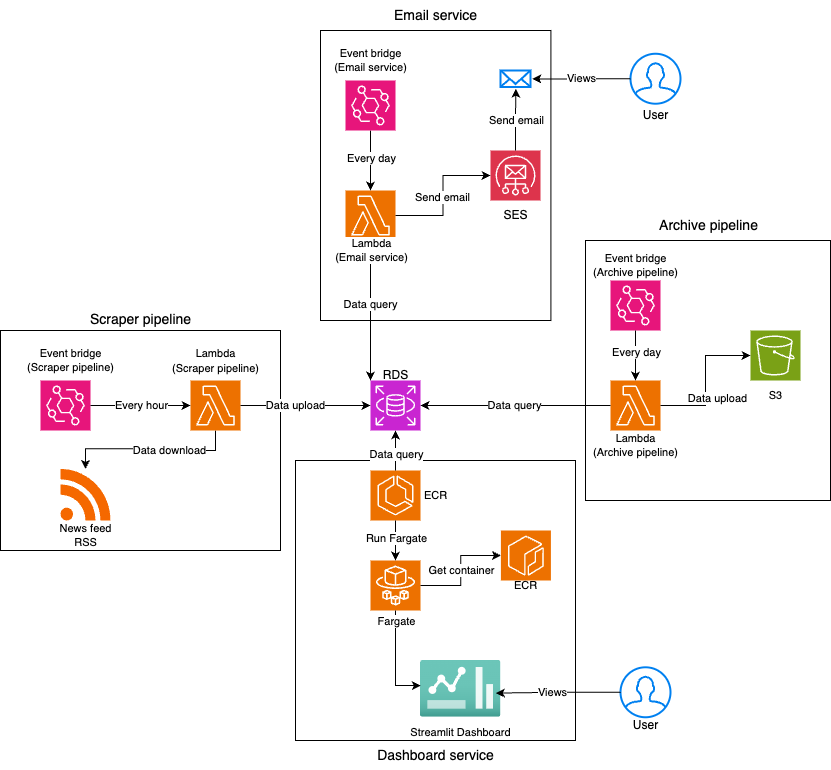 Email service
Event bridge
(Email service)
Every day
Lambda
(Email service)
Send email
SES
Send email
Views
User
Data query
Archive pipeline
Event bridge
(Archive pipeline)
Every day
Lambda
(Archive pipeline)
Data upload
S3
Data query
Scraper pipeline
Event bridge
(Scraper pipeline)
Every hour
Lambda
(Scraper pipeline)
Data upload
Data download
News feed
RSS
RDS
Data query
ECR
Run Fargate
Fargate
Get container
ECR
Streamlit Dashboard
Views
User
Dashboard service